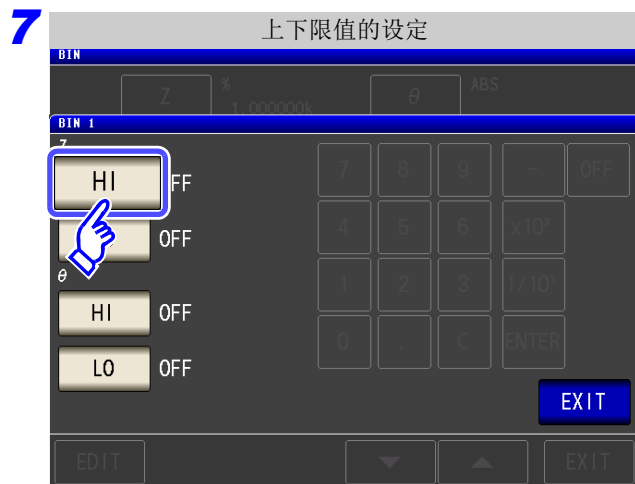 7
上下限值的设定
BIN
Z % 1.000000k θ ABS
BIN 1
Z
HI FF
OFF
θ
HI OFF
LO OFF
7 8 9 - OFF
4 5 6 x10³
1 2 3 1/10³
0 . C ENTER
EXIT
EDIT EXIT